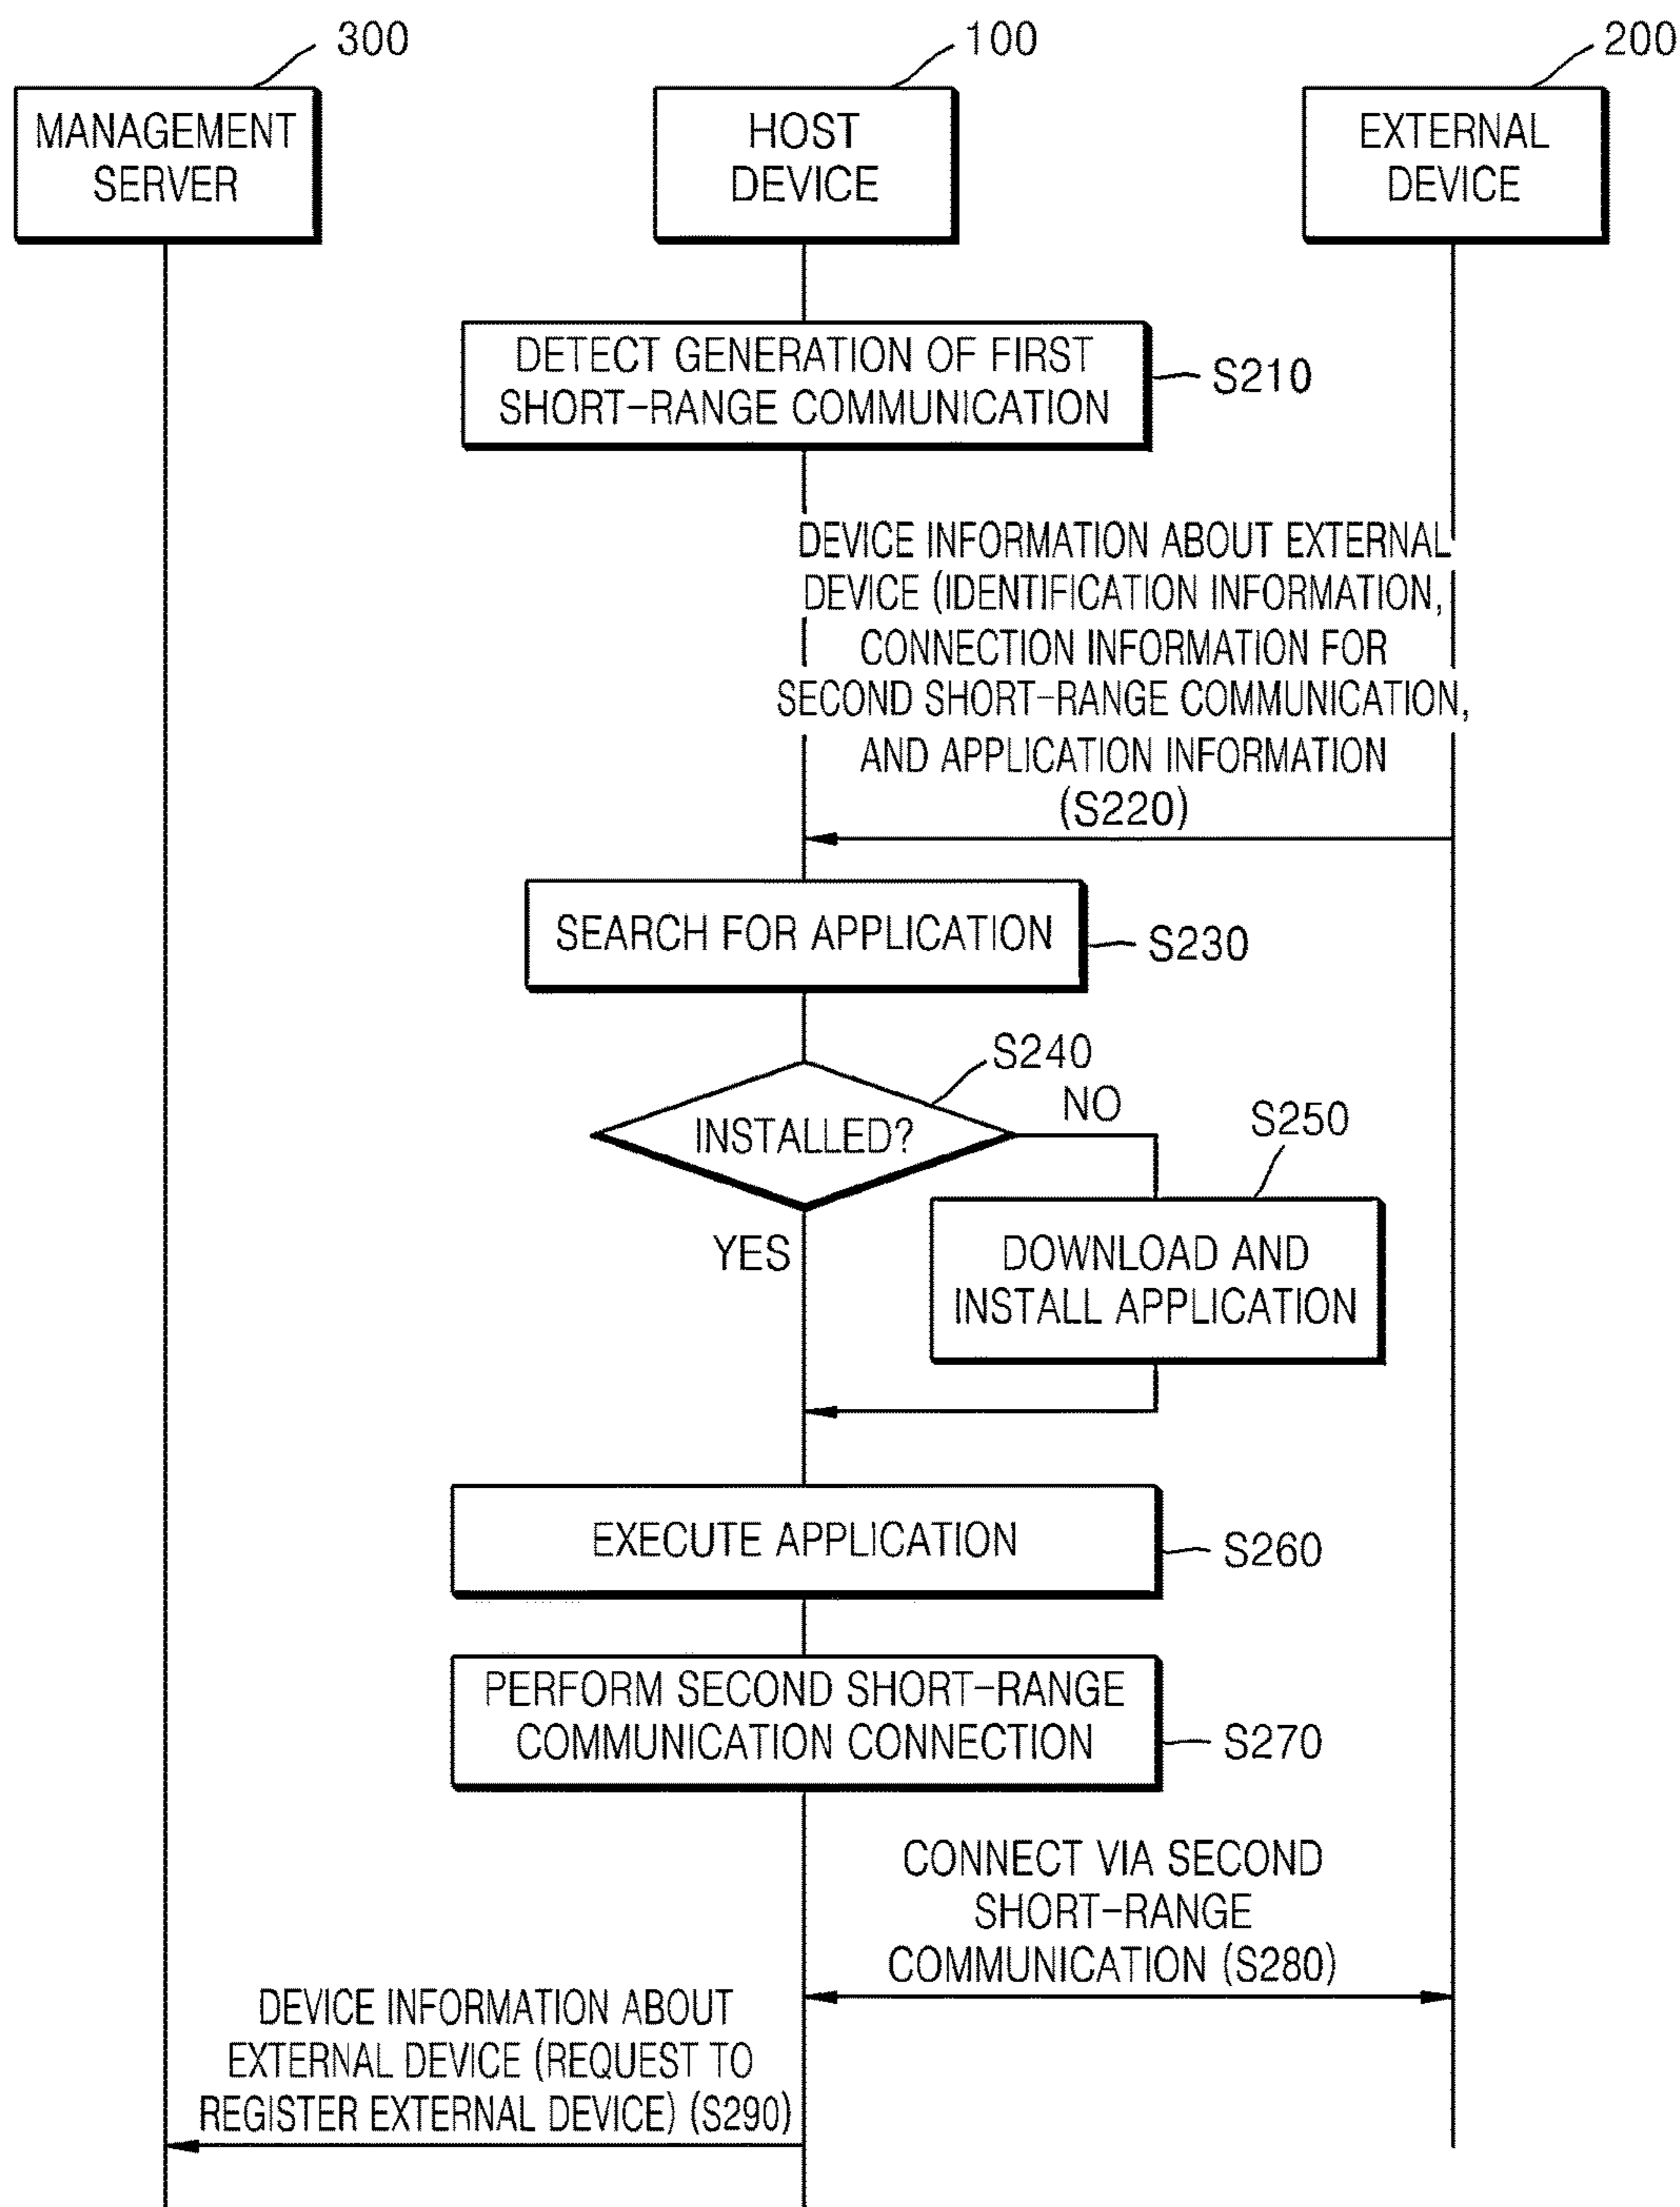 300
100
200
MANAGEMENT
SERVER
HOST
DEVICE
EXTERNAL
DEVICE
DETECT GENERATION OF FIRST
SHORT-RANGE COMMUNICATION
S210
DEVICE INFORMATION ABOUT EXTERNAL
DEVICE (IDENTIFICATION INFORMATION,
CONNECTION INFORMATION FOR
SECOND SHORT-RANGE COMMUNICATION,
AND APPLICATION INFORMATION
(S220)
SEARCH FOR APPLICATION
S230
S240
INSTALLED?
NO
YES
S250
DOWNLOAD AND
INSTALL APPLICATION
EXECUTE APPLICATION
S260
PERFORM SECOND SHORT-RANGE
COMMUNICATION CONNECTION
S270
CONNECT VIA SECOND
SHORT-RANGE
COMMUNICATION (S280)
DEVICE INFORMATION ABOUT
EXTERNAL DEVICE (REQUEST TO
REGISTER EXTERNAL DEVICE) (S290)